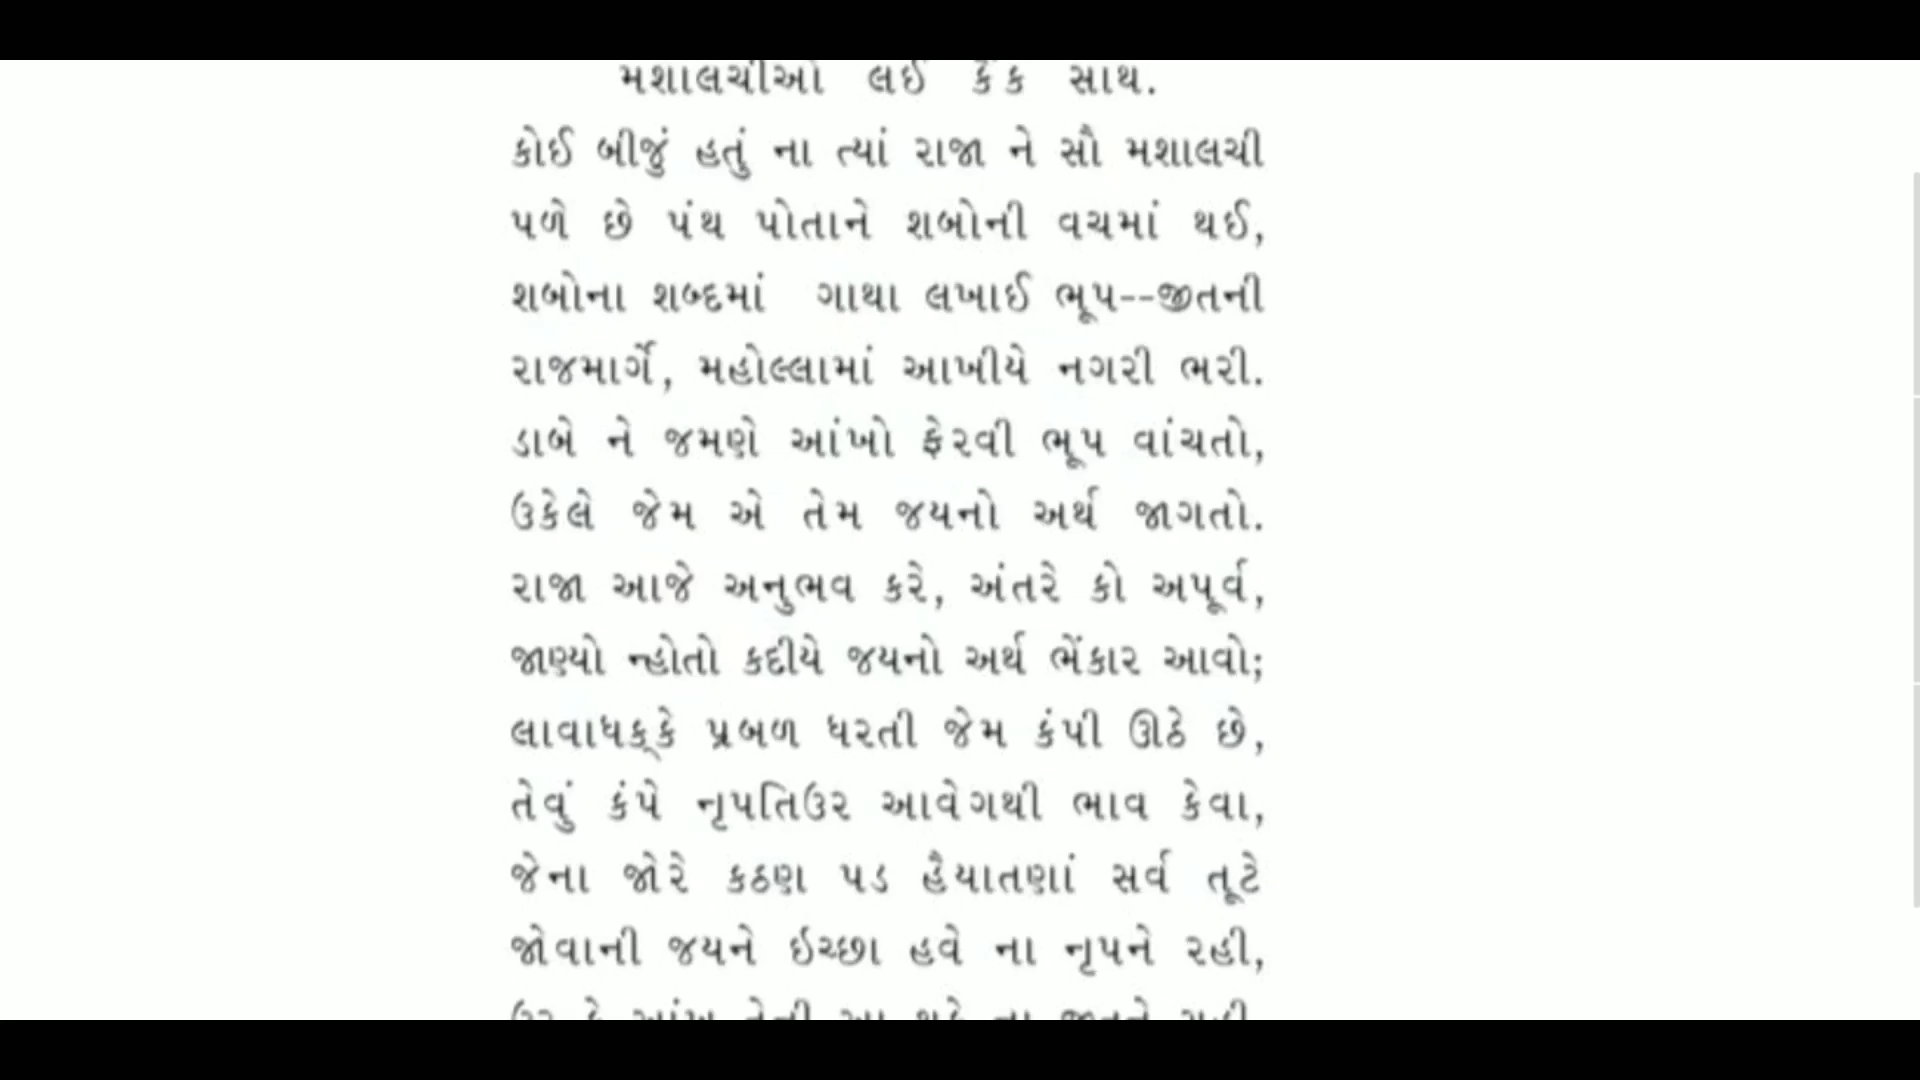 મશાલચીઓ લઈ કૈંક સાથ.
કોઈ બીજું હતું ના ત્યાં રાજા ને સૌ મશાલચી
પળે છે પંથ પોતાને શબોની વચમાં થઈ,
શબોના શબ્દમાં ગાથા લખાઈ ભૂપ--જીતની
રાજમાર્ગે, મહોલ્લામાં આખીયે નગરી ભરી.
ડાબે ને જમણે આંખો ફેરવી ભૂપ વાંચતો,
ઉકેલે જેમ એ તેમ જયનો અર્થ જાગતો.
રાજા આજે અનુભવ કરે, અંતરે કો અપૂર્વ,
જાણ્યો ન્હોતો કદીયે જયનો અર્થ ભેંકાર આવો;
લાવાધક્કે પ્રબળ ધરતી જેમ કંપી ઊઠે છે,
તેવું કંપે નૃપતિઉર આવેગથી ભાવ કેવા,
જેના જોરે કઠણ પડ હૈયાતણાં સર્વ તૂટે
જોવાની જયને ઇચ્છા હવે ના નૃપને રહી,